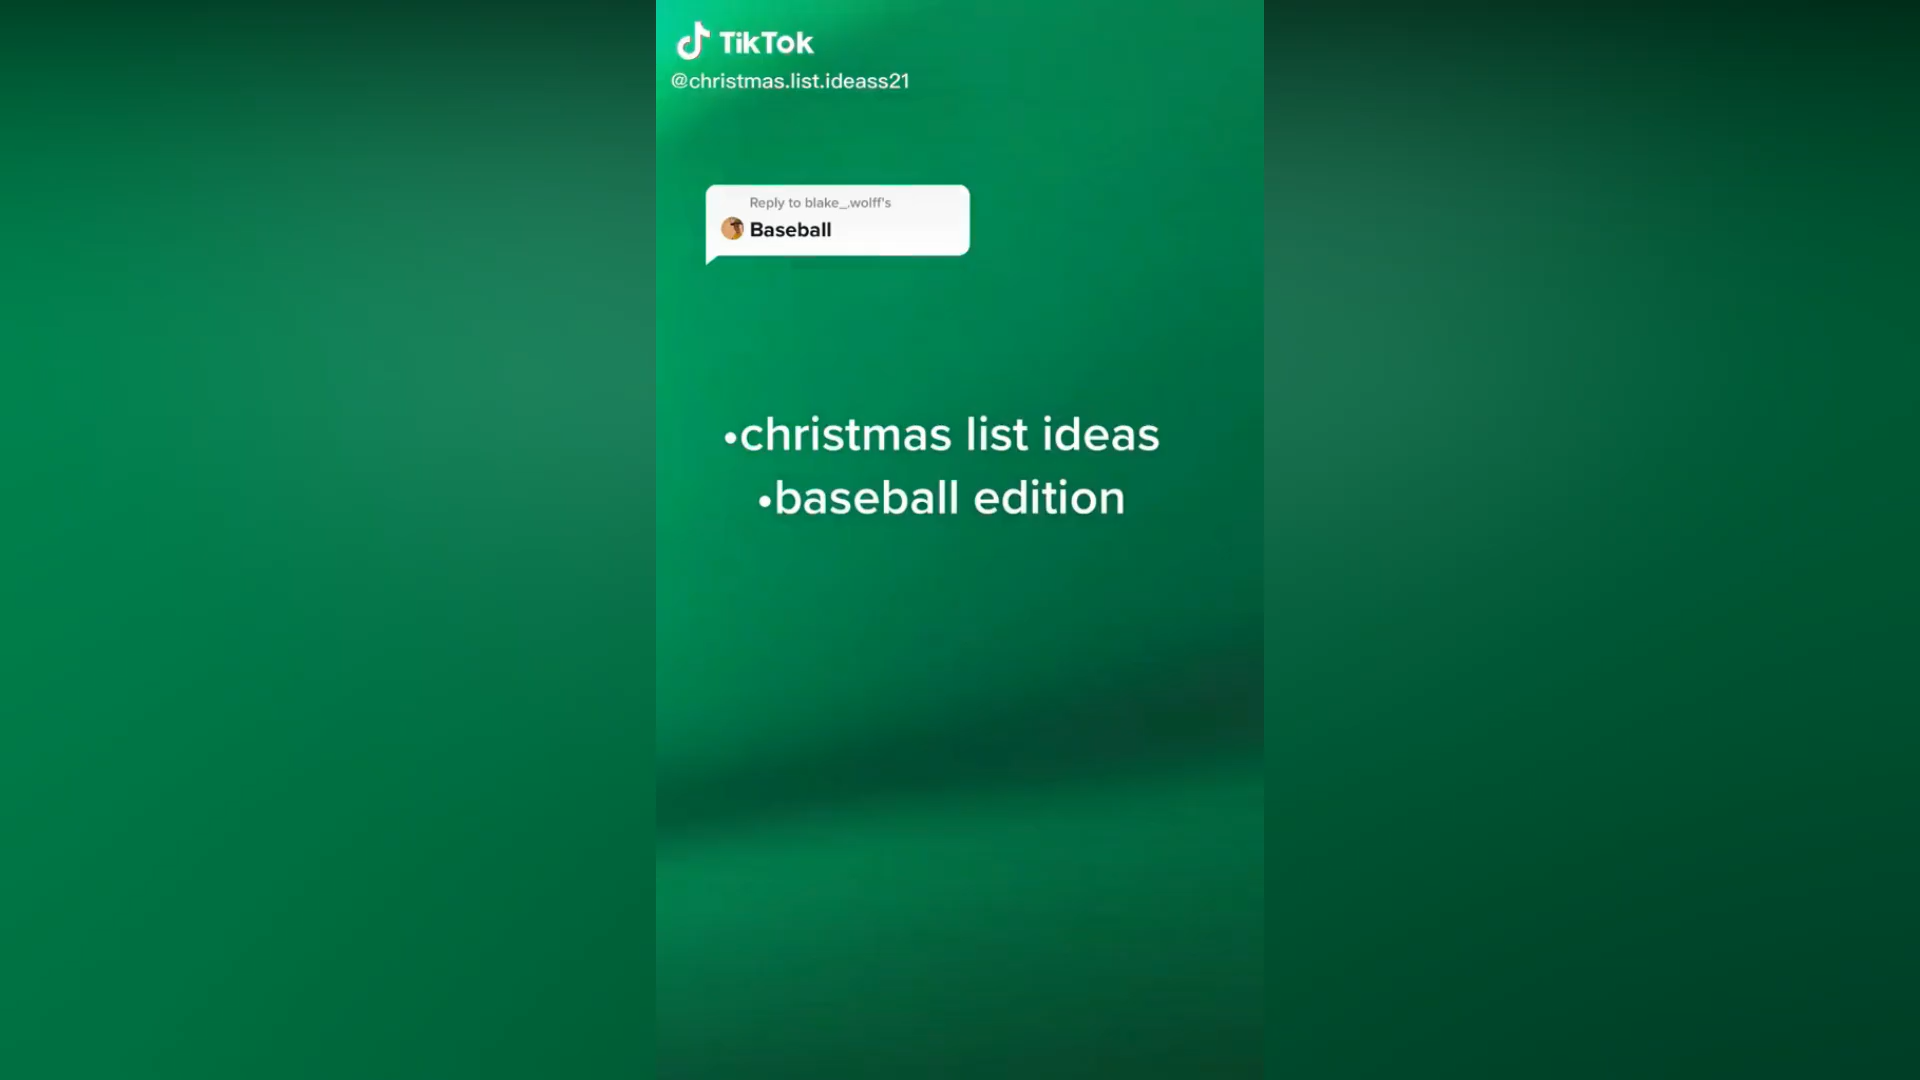 TikTok
@christmas.list.ideass21
Reply to blake_.wolff's
Baseball
•christmas list ideas
•baseball edition